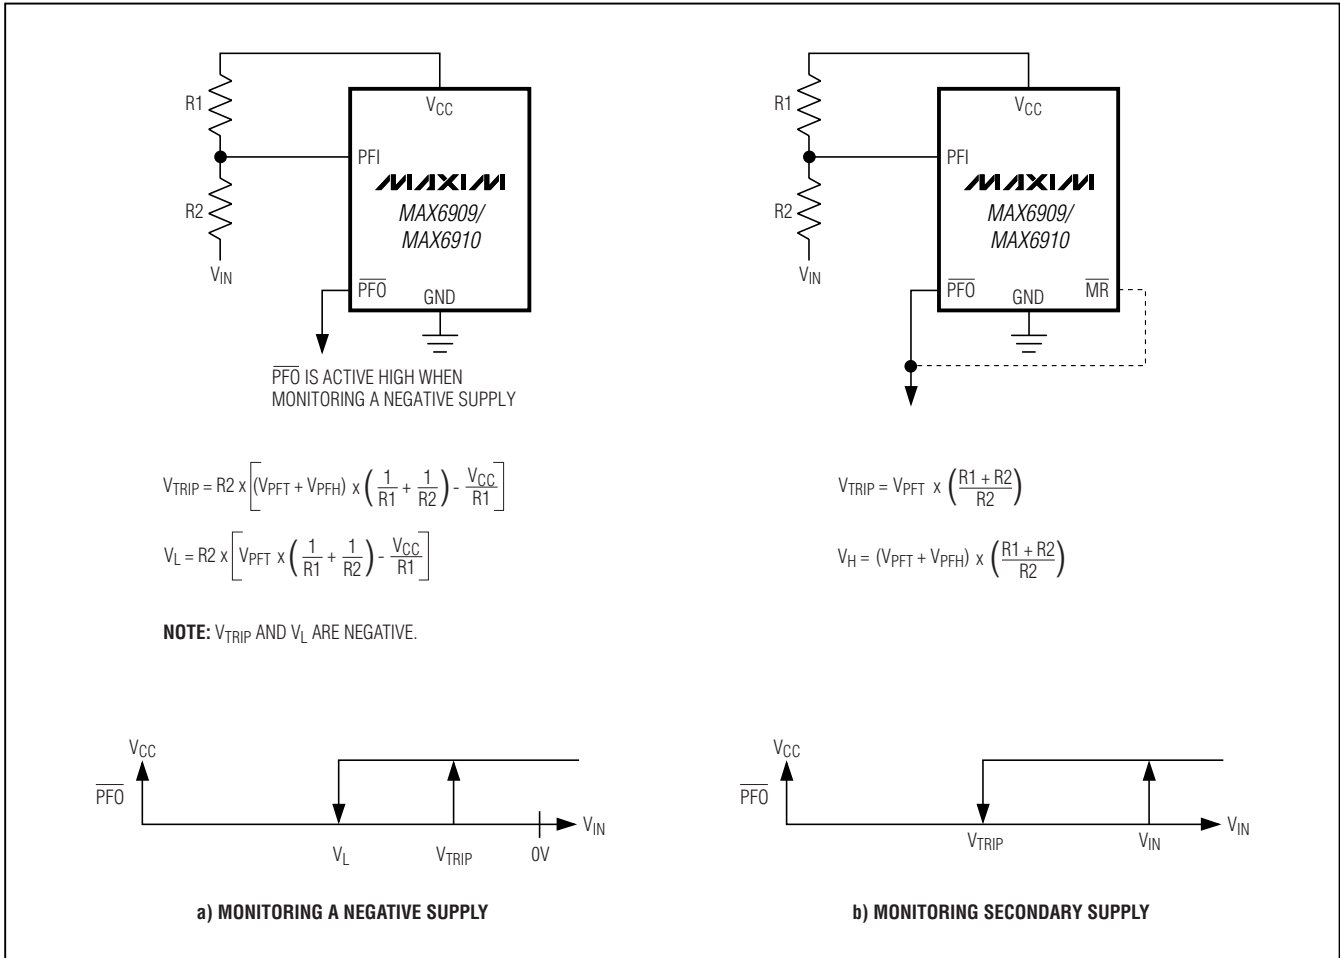 R1
VCC
PFI
MAXIM
R2
MAX6909/
MAX6910
VIN
PFO
GND
PFO IS ACTIVE HIGH WHEN
MONITORING A NEGATIVE SUPPLY
VTRIP = R2 x [(VPFT + VPFH) x (1/R1 + 1/R2) - VCC/R1]
VL = R2 x [VPFT x (1/R1 + 1/R2) - VCC/R1]
NOTE: VTRIP AND VL ARE NEGATIVE.
VCC
PFO
VIN
VL
VTRIP
0V
a) MONITORING A NEGATIVE SUPPLY
R1
VCC
PFI
MAXIM
R2
MAX6909/
MAX6910
VIN
PFO
GND
MR
VTRIP = VPFT x (R1 + R2/R2)
VH = (VPFT + VPFH) x (R1 + R2/R2)
VCC
PFO
VIN
VTRIP
VIN
b) MONITORING SECONDARY SUPPLY